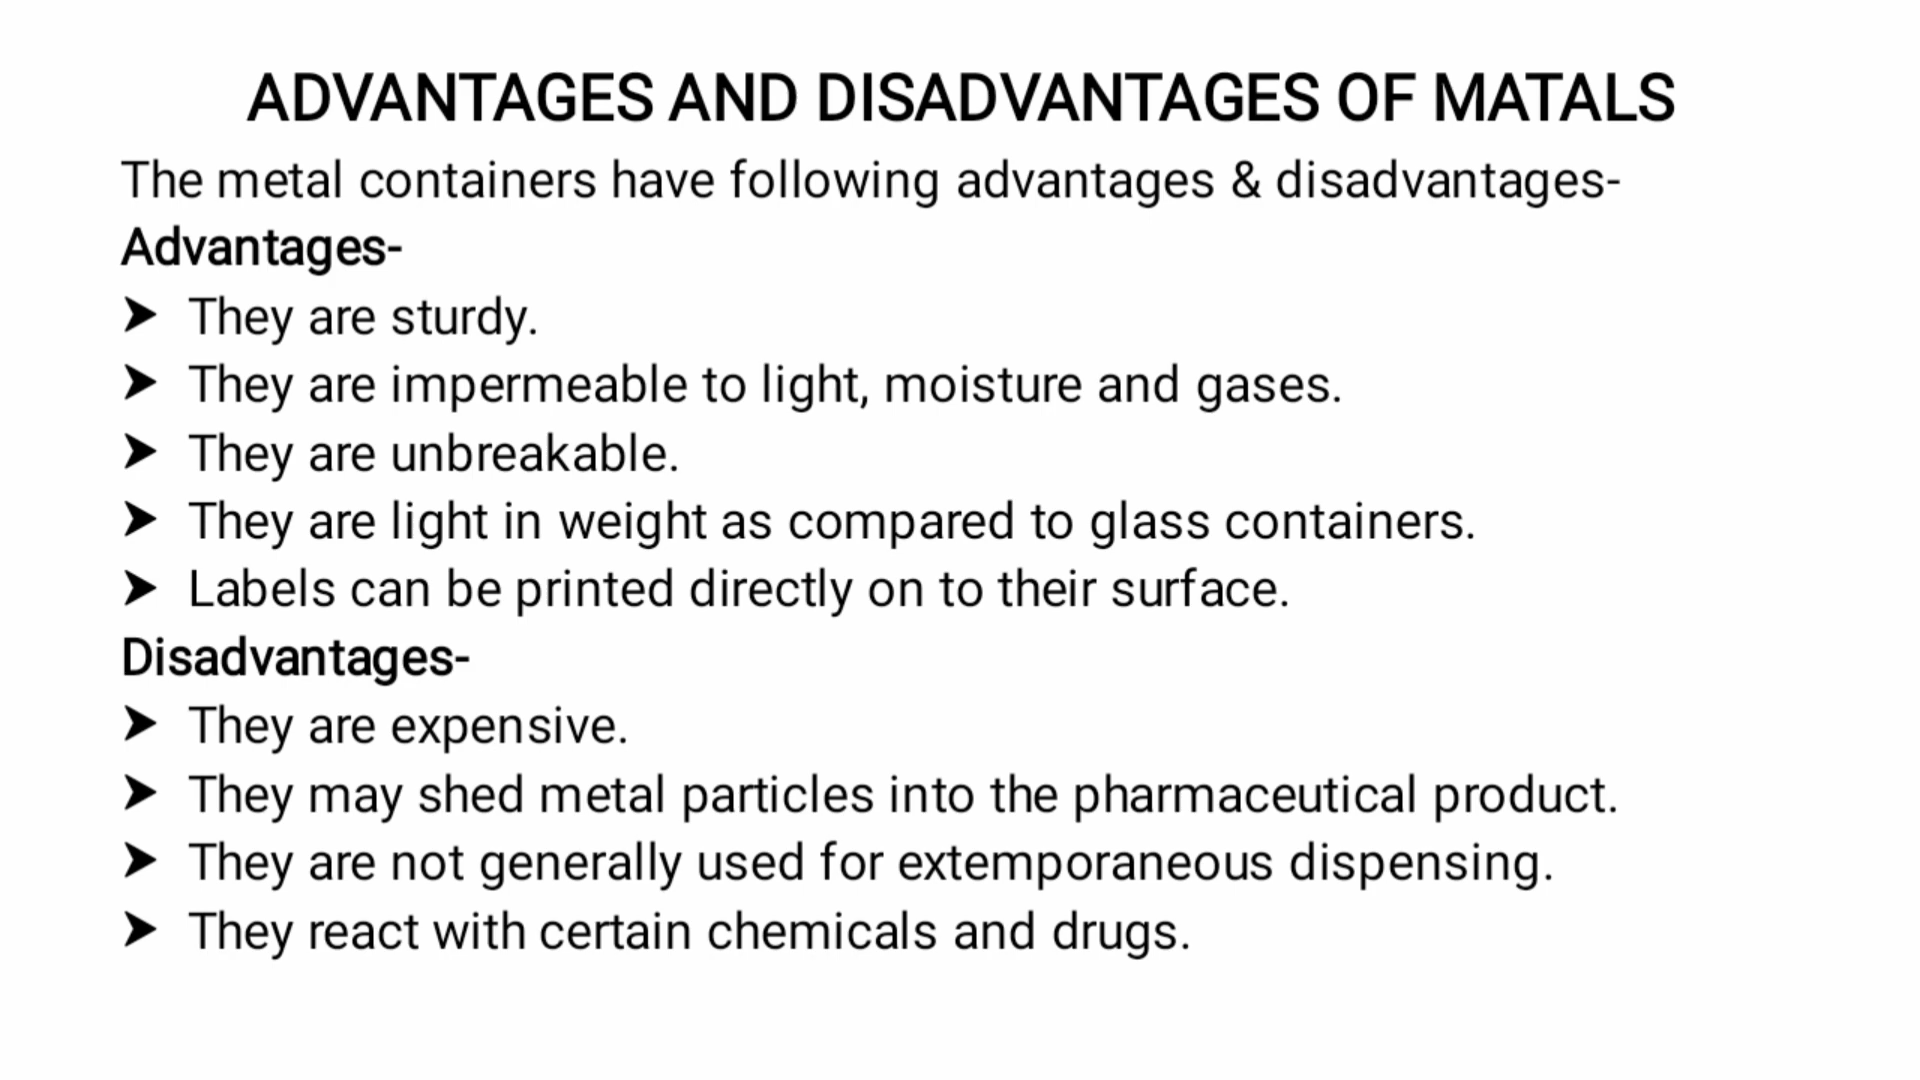 ADVANTAGES AND DISADVANTAGES OF MATALS
The metal containers have following advantages & disadvantages-
Advantages-
➤ They are sturdy.
➤ They are impermeable to light, moisture and gases.
➤ They are unbreakable.
➤ They are light in weight as compared to glass containers.
➤ Labels can be printed directly on to their surface.
Disadvantages-
➤ They are expensive.
➤ They may shed metal particles into the pharmaceutical product.
➤ They are not generally used for extemporaneous dispensing.
➤ They react with certain chemicals and drugs.